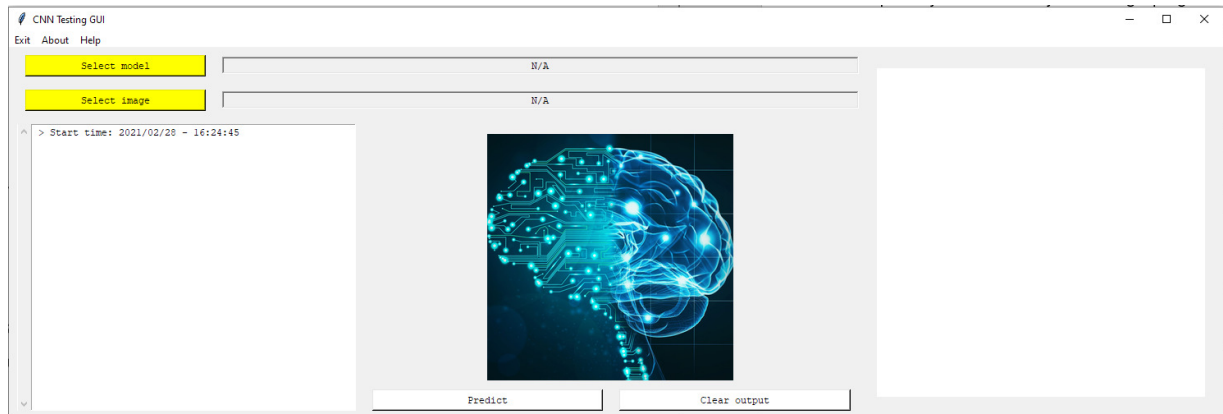 CNN Testing GUI
Exit About Help
Select model N/A
Select image N/A
> Start time: 2021/02/28 - 16:24:45
Predict Clear output